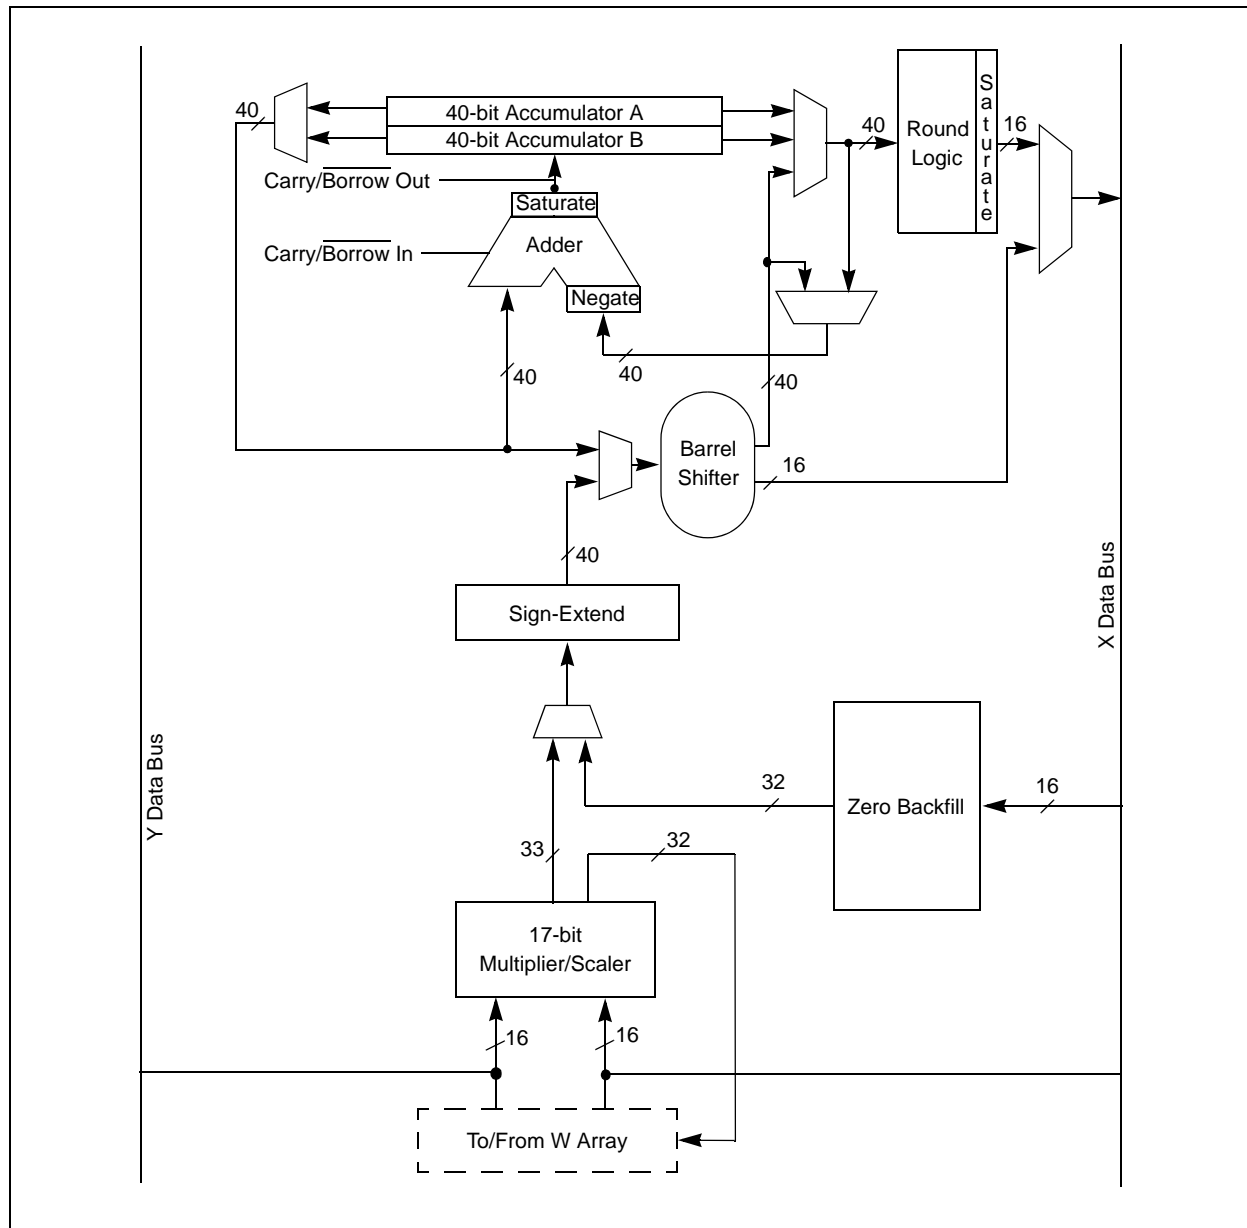 40
40-bit Accumulator A
40-bit Accumulator B
40
Round
Logic
Saturate
16
Carry/Borrow Out
Saturate
Carry/Borrow In
Adder
Negate
40
40
40
Barrel
Shifter
16
40
Sign-Extend
X Data Bus
Y Data Bus
32
Zero Backfill
16
33
32
17-bit
Multiplier/Scaler
16
16
To/From W Array